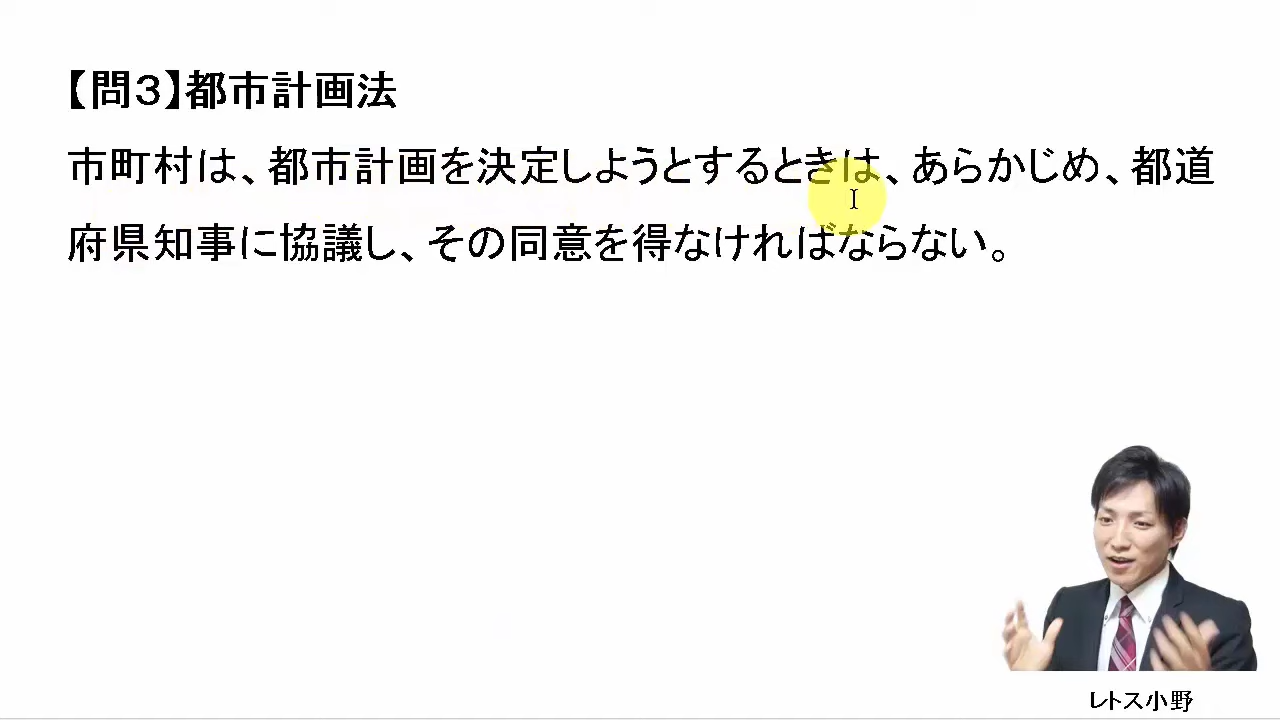 【問3】都市計画法
市町村は、都市計画を決定しようとするときは、あらかじめ、都道
府県知事に協議し、その同意を得なければならない。
レトス小野